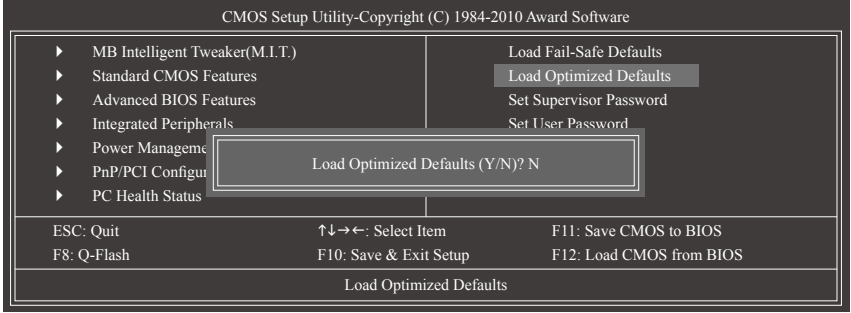 CMOS Setup Utility-Copyright (C) 1984-2010 Award Software
MB Intelligent Tweaker(M.I.T.)
Standard CMOS Features
Advanced BIOS Features
Integrated Peripherals
Power Manageme
PnP/PCI Configur
PC Health Status
Load Fail-Safe Defaults
Load Optimized Defaults
Set Supervisor Password
Set User Password
Load Optimized Defaults (Y/N)? N
ESC: Quit ↑↓→←: Select Item F11: Save CMOS to BIOS
F8: Q-Flash F10: Save & Exit Setup F12: Load CMOS from BIOS
Load Optimized Defaults